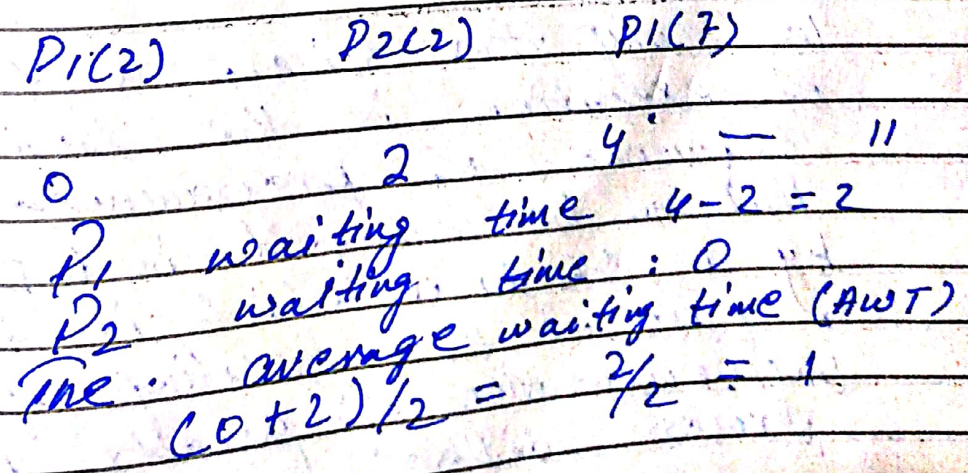 P1(2) P2(2) P1(7)
0 2 4 — 11
P1 waiting time 4-2 = 2
P2 waiting time : 0
The average waiting time (AWT)
(0+2)/2 = 2/2 = 1